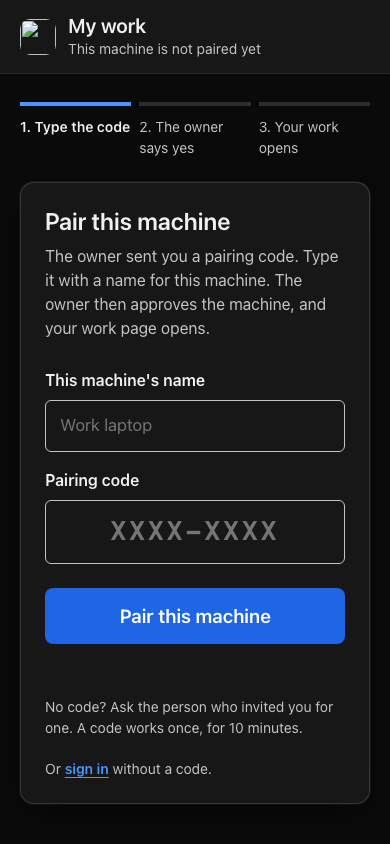 My work
This machine is not paired yet
1. Type the code
2. The owner
says yes
3. Your work
opens
Pair this machine
The owner sent you a pairing code. Type
it with a name for this machine. The
owner then approves the machine, and
your work page opens.
This machine's name
Work laptop
Pairing code
XXXX–XXXX
Pair this machine
No code? Ask the person who invited you for
one. A code works once, for 10 minutes.
Or sign in without a code.